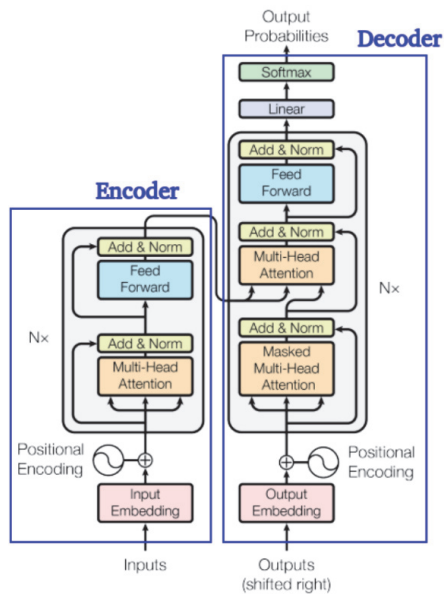 Output
Probabilities
Decoder
Softmax
Linear
Add & Norm
Feed
Forward
Add & Norm
Multi-Head
Attention
Add & Norm
Masked
Multi-Head
Attention
N×
Positional
Encoding
Output
Embedding
Outputs
(shifted right)
Encoder
Add & Norm
Feed
Forward
Add & Norm
Multi-Head
Attention
N×
Positional
Encoding
Input
Embedding
Inputs